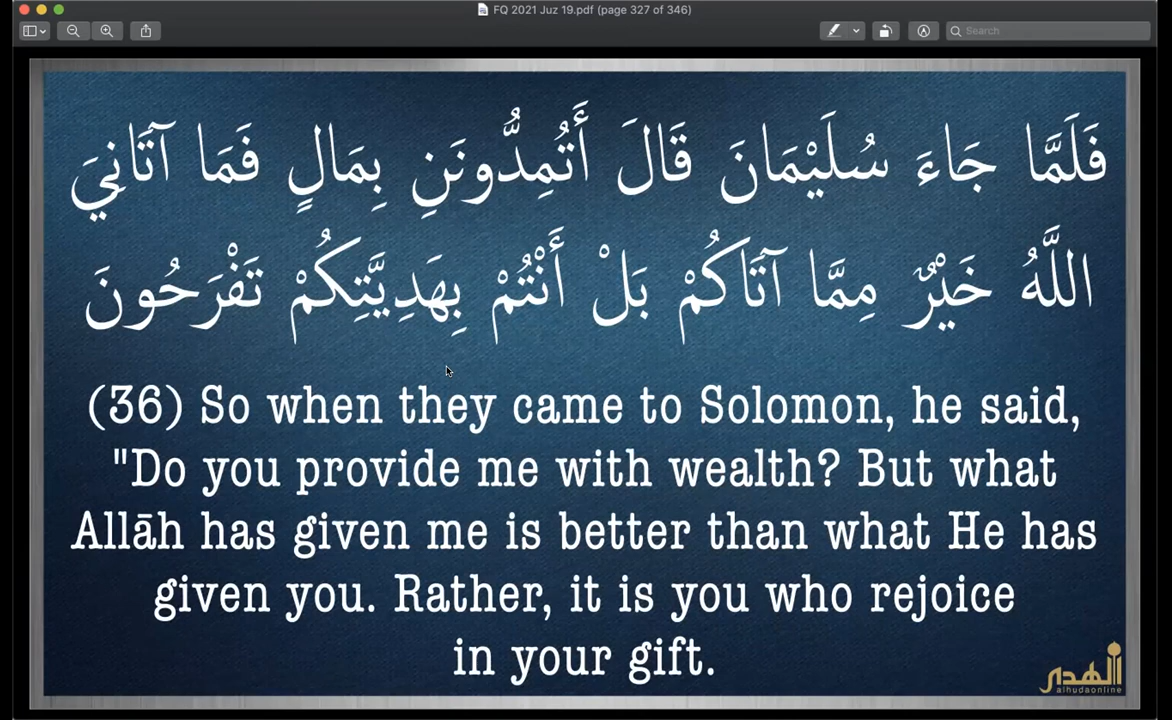 FQ 2021 Juz 19.pdf (page 327 of 346)
Search
فَلَمَّا جَاءَ سُلَيْمَانَ قَالَ أَتُمِدُّونَنِ بِمَالٍ فَمَا آتَانِيَ
اللَّهُ خَيْرٌ مِمَّا آتَاكُمْ بَلْ أَنْتُمْ بِهَدِيَّتِكُمْ تَفْرَحُونَ
(36) So when they came to Solomon, he said,
"Do you provide me with wealth? But what
Allāh has given me is better than what He has
given you. Rather, it is you who rejoice
in your gift.
الهدى
alhudaonline